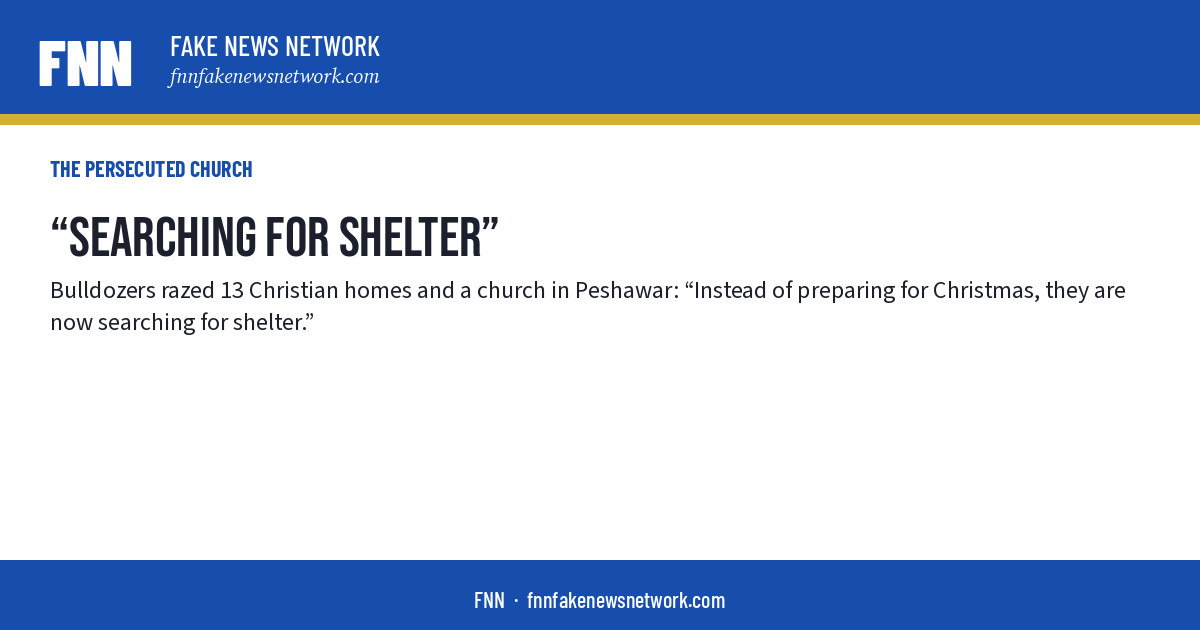 FNN
FAKE NEWS NETWORK
fnnfakenewsnetwork.com
THE PERSECUTED CHURCH
“SEARCHING FOR SHELTER”
Bulldozers razed 13 Christian homes and a church in Peshawar: “Instead of preparing for Christmas, they are
now searching for shelter.”
FNN · fnnfakenewsnetwork.com